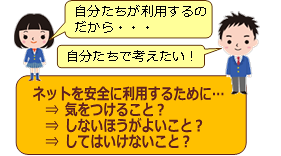 自分たちが利用するの
だから・・・
自分たちで考えたい！
ネットを安全に利用するために…
⇒ 気をつけること？
⇒ しないほうがよいこと？
⇒ してはいけないこと？